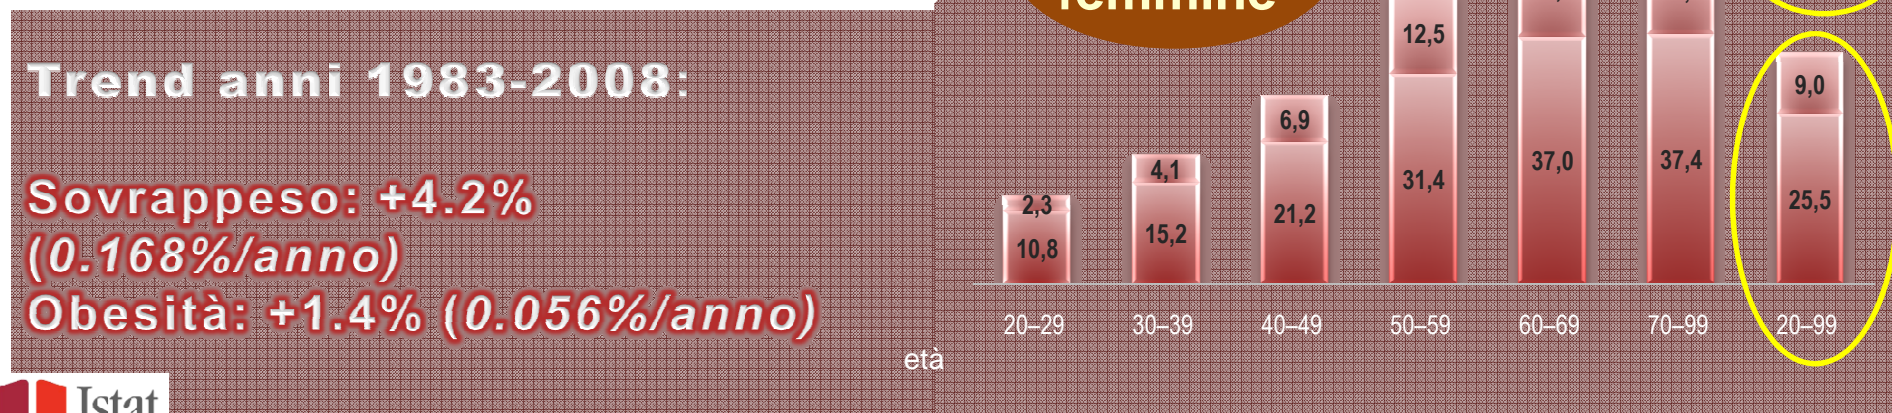 femmine
Trend anni 1983-2008:
Sovrappeso: +4.2%
(0.168%/anno)
Obesità: +1.4% (0.056%/anno)
12,5
9,0
6,9
4,1
2,3
31,4
37,0
37,4
25,5
21,2
15,2
10,8
20–29 30–39 40–49 50–59 60–69 70–99 20–99
età
Istat